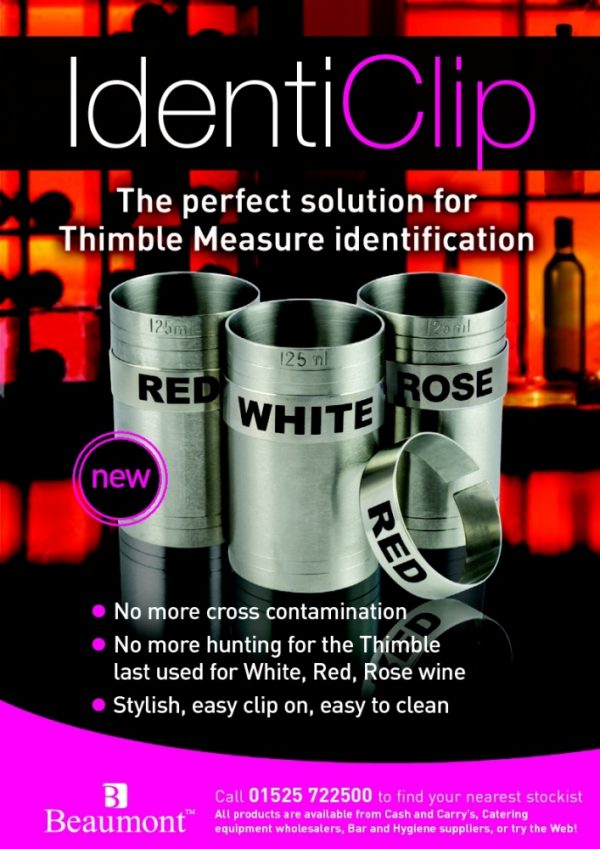 IdentiClip
The perfect solution for
Thimble Measure identification
125ml
125 ml
125ml
RED
WHITE
ROSE
new
RED
RED
• No more cross contamination
• No more hunting for the Thimble
last used for White, Red, Rose wine
• Stylish, easy clip on, easy to clean
B
Beaumont™
Call 01525 722500 to find your nearest stockist
All products are available from Cash and Carry's, Catering
equipment wholesalers, Bar and Hygiene suppliers, or try the Web!